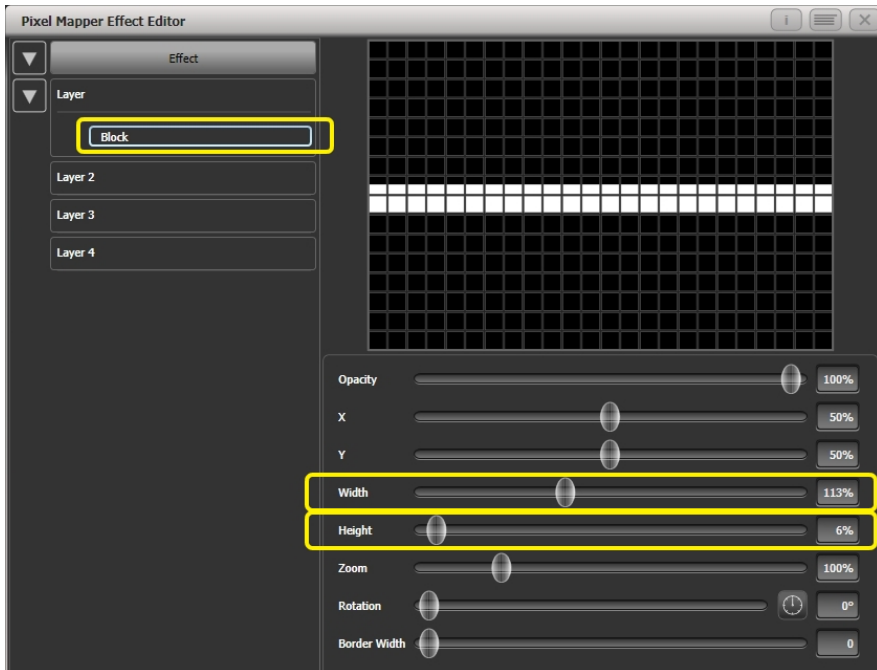 Pixel Mapper Effect Editor
i
Effect
Layer
Block
Layer 2
Layer 3
Layer 4
Opacity 100%
X 50%
Y 50%
Width 113%
Height 6%
Zoom 100%
Rotation 0°
Border Width 0